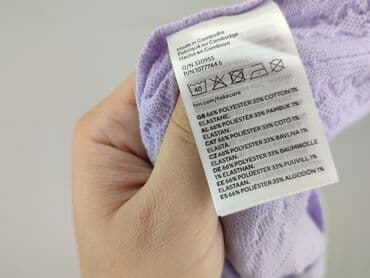 Made in Cambodia
Fabriqué au Cambodge
Hecho en Camboya
O/N 320955
P/N 1077744 6
40
hm.com/takecare
GB 66% POLYESTER 33% COTTON 1%
ELASTANE
AL 66% POLIESTËR 33% PAMBUK 1%
ELASTAN.
CAT 66% POLIÈSTER 33% COTÓ 1%
ELASTÀ.
CZ 66% POLYESTER 33% BAVLNA 1%
ELASTAN
DE 66% POLYESTER 33% BAUMWOLLE
1% ELASTHAN
EE 66% POLÜESTER 33% PUUVILL 1%
ELASTAAN.
ES 66% POLIÉSTER 33% ALGODÓN 1%